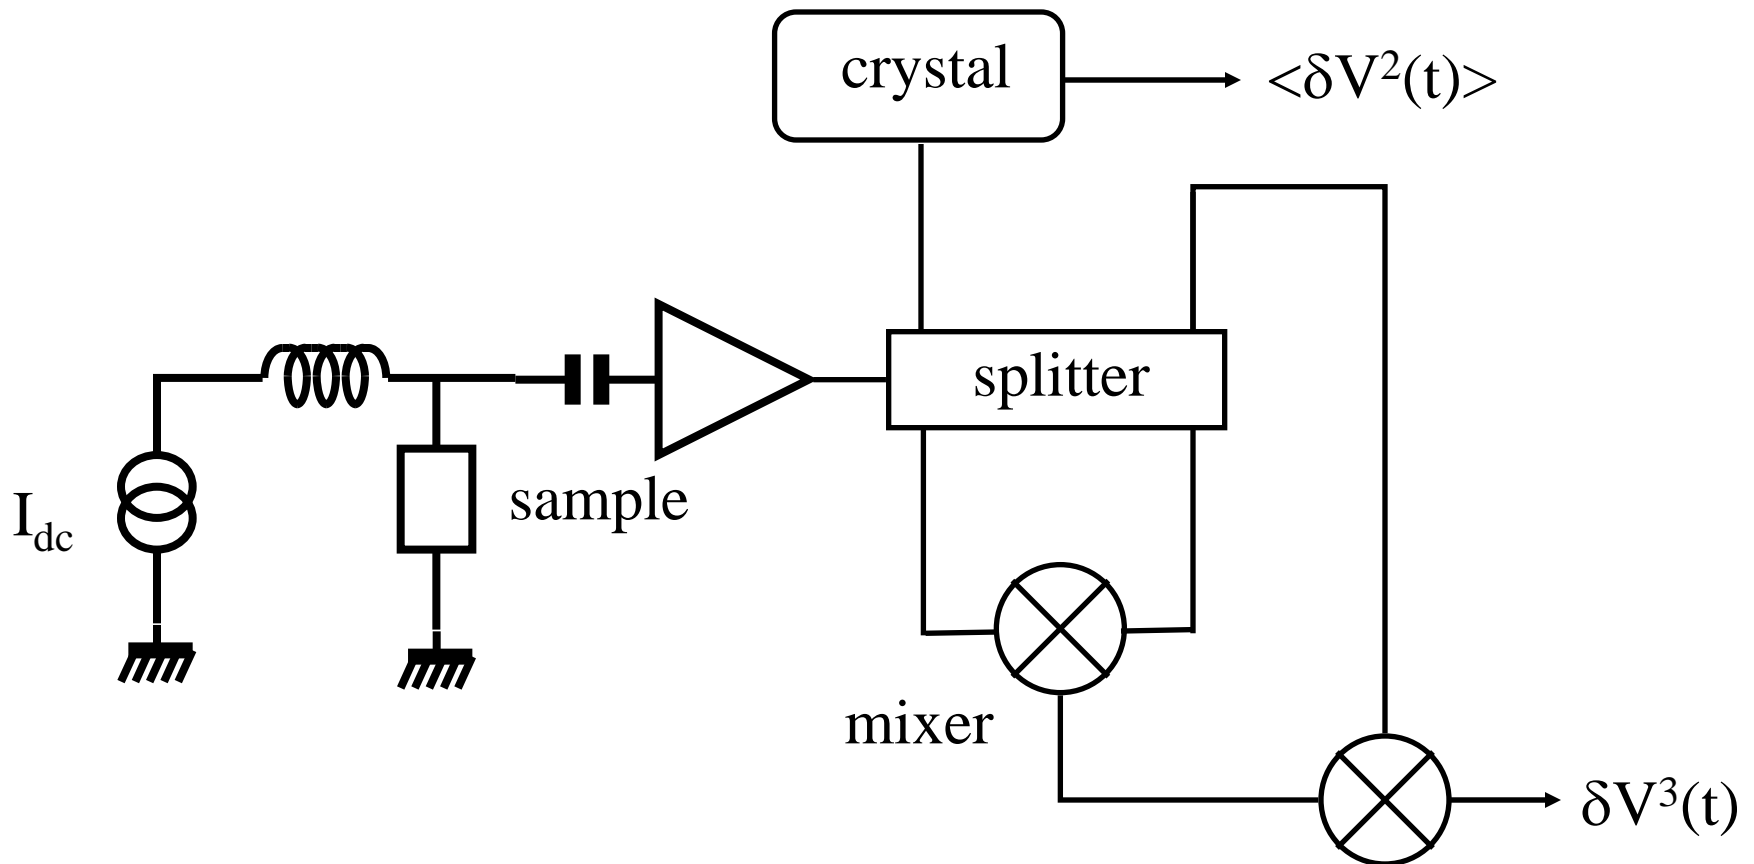 crystal
<δV²(t)>
splitter
sample
I_dc
mixer
δV³(t)